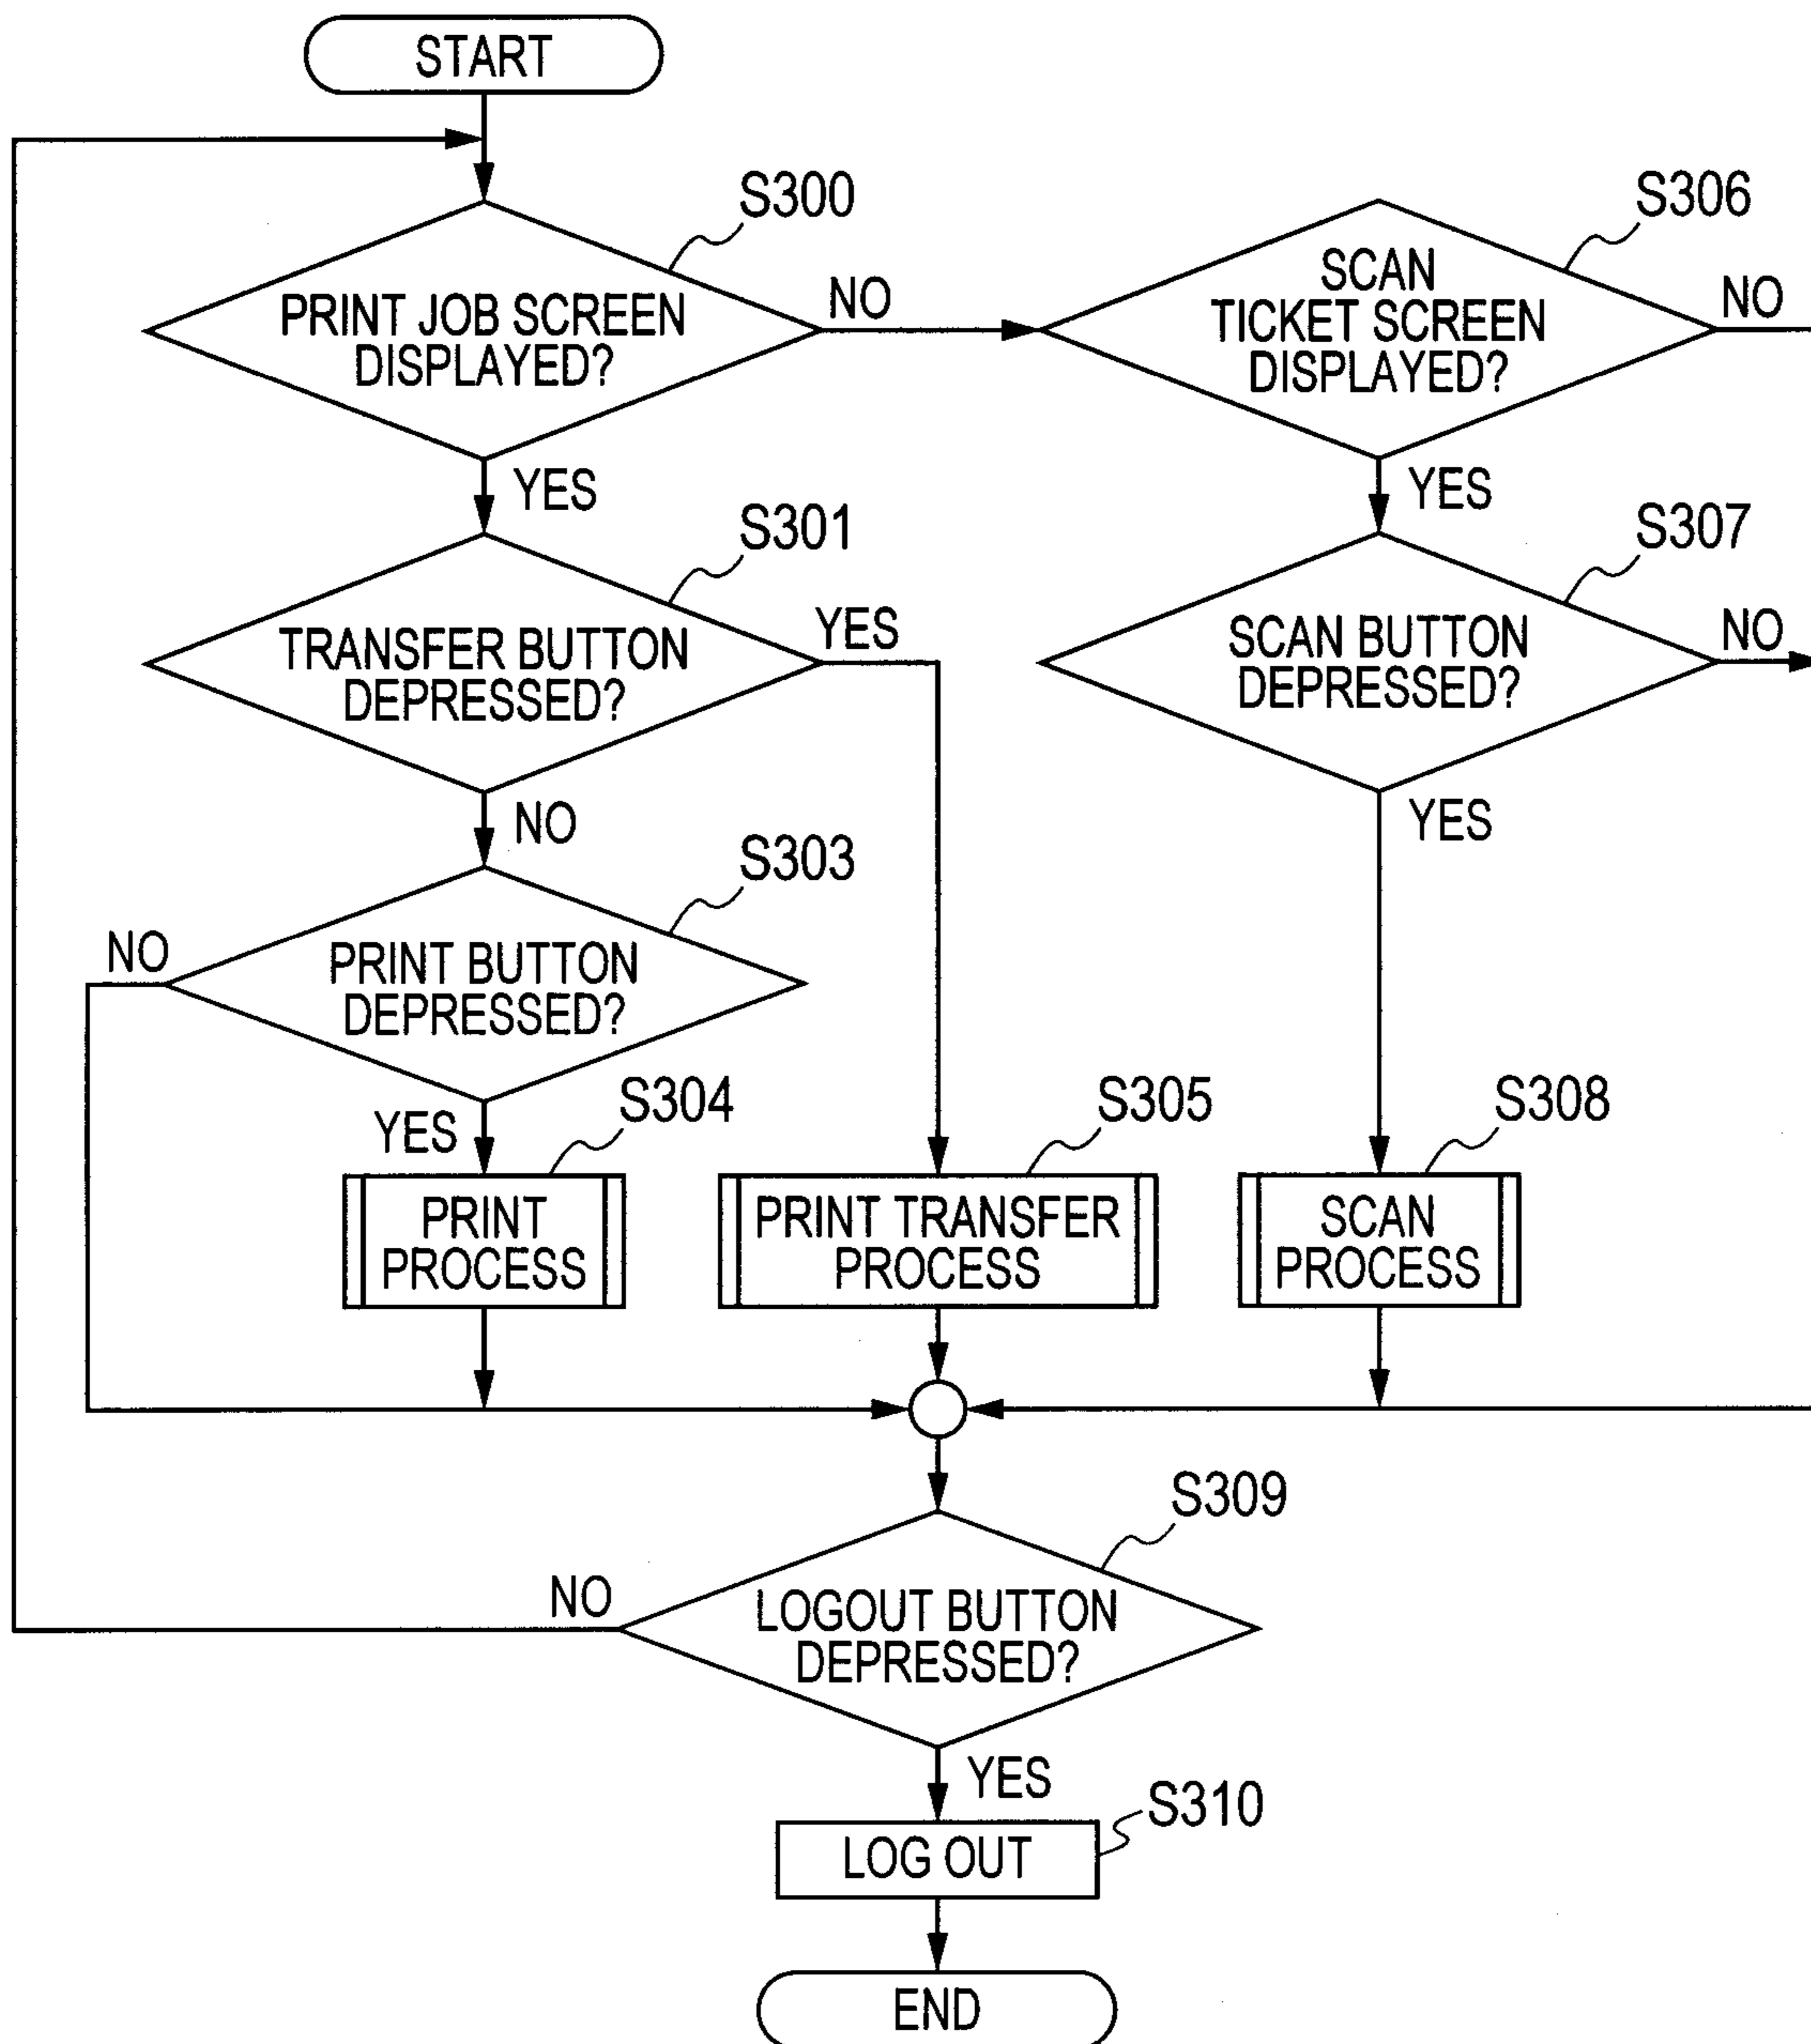 START
S300
PRINT JOB SCREEN
DISPLAYED?
NO
YES
S306
SCAN
TICKET SCREEN
DISPLAYED?
NO
YES
S301
TRANSFER BUTTON
DEPRESSED?
YES
NO
S307
SCAN BUTTON
DEPRESSED?
NO
YES
S303
PRINT BUTTON
DEPRESSED?
NO
YES
S304
PRINT
PROCESS
S305
PRINT TRANSFER
PROCESS
S308
SCAN
PROCESS
S309
LOGOUT BUTTON
DEPRESSED?
NO
YES
S310
LOG OUT
END